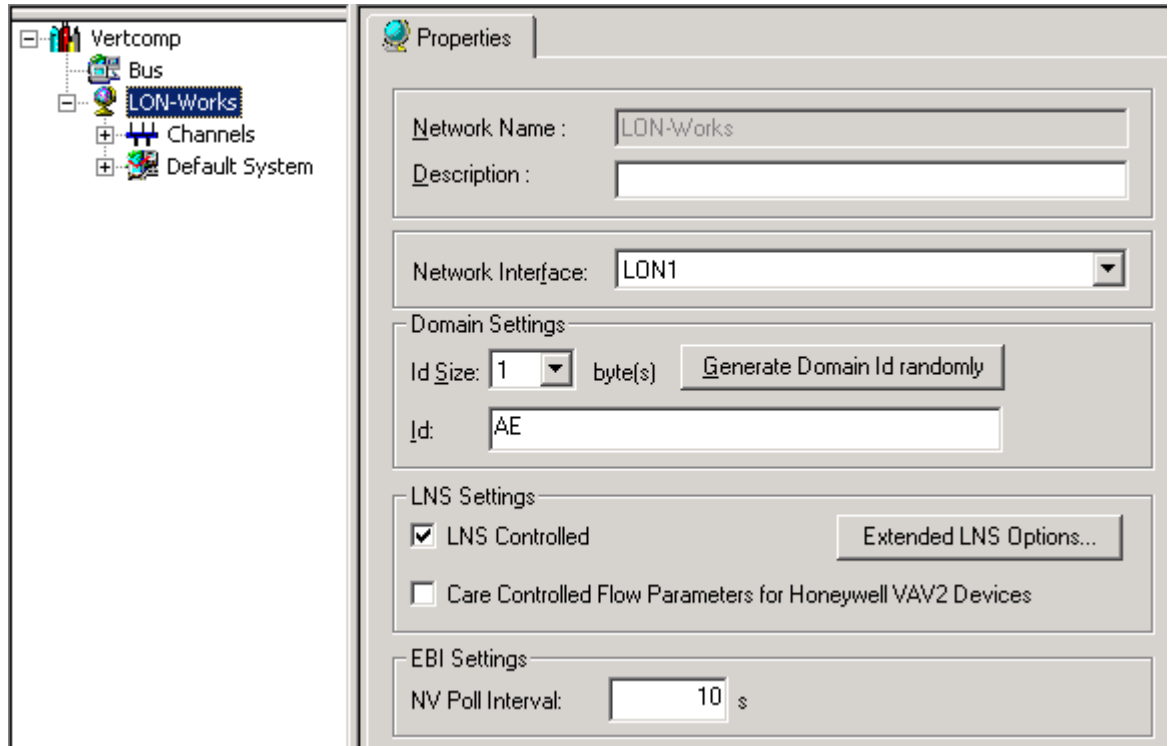 Vertcomp
Bus
LON-Works
Channels
Default System
Properties
Network Name : LON-Works
Description :
Network Interface: LON1
Domain Settings
Id Size: 1 byte(s) Generate Domain Id randomly
Id: AE
LNS Settings
LNS Controlled Extended LNS Options...
Care Controlled Flow Parameters for Honeywell VAV2 Devices
EBI Settings
NV Poll Interval: 10 s